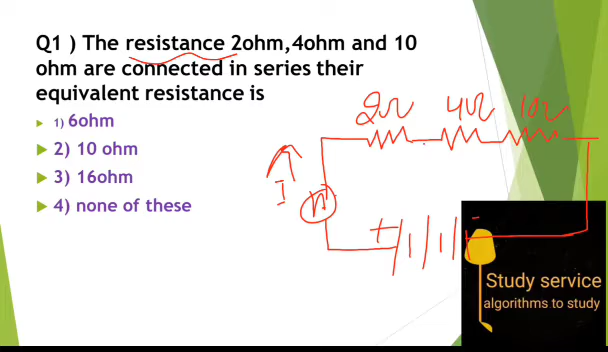 Q1 ) The resistance 2ohm,4ohm and 10
ohm are connected in series their
equivalent resistance is
1) 6ohm
2) 10 ohm
3) 16ohm
4) none of these
2Ω 4Ω 10Ω
I
+ -
Study service
algorithms to study